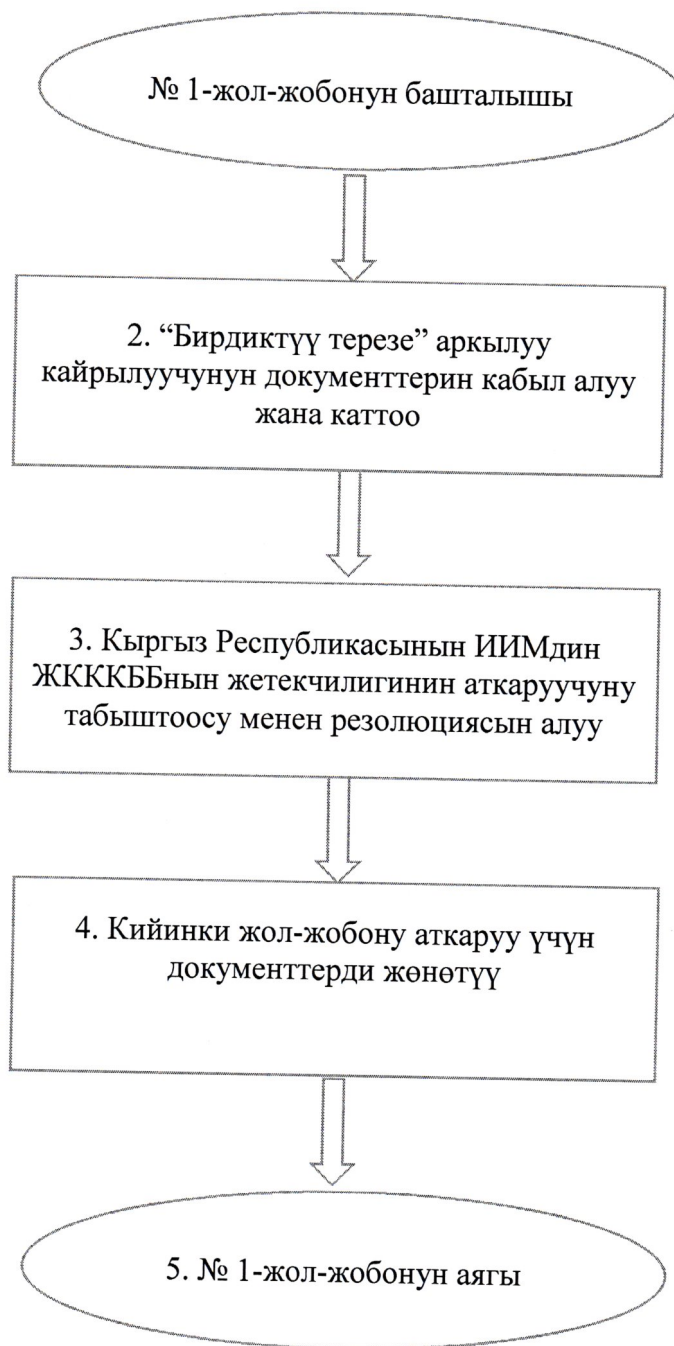 № 1-жол-жобонун башталышы
2. “Бирдиктүү терезе” аркылуу
кайрылуучунун документтерин кабыл алуу
жана каттоо
3. Кыргыз Республикасынын ИИМдин
ЖКККББнын жетекчилигинин аткаруучуну
табыштоосу менен резолюциясын алуу
4. Кийинки жол-жобону аткаруу үчүн
документтерди жөнөтүү
5. № 1-жол-жобонун аягы